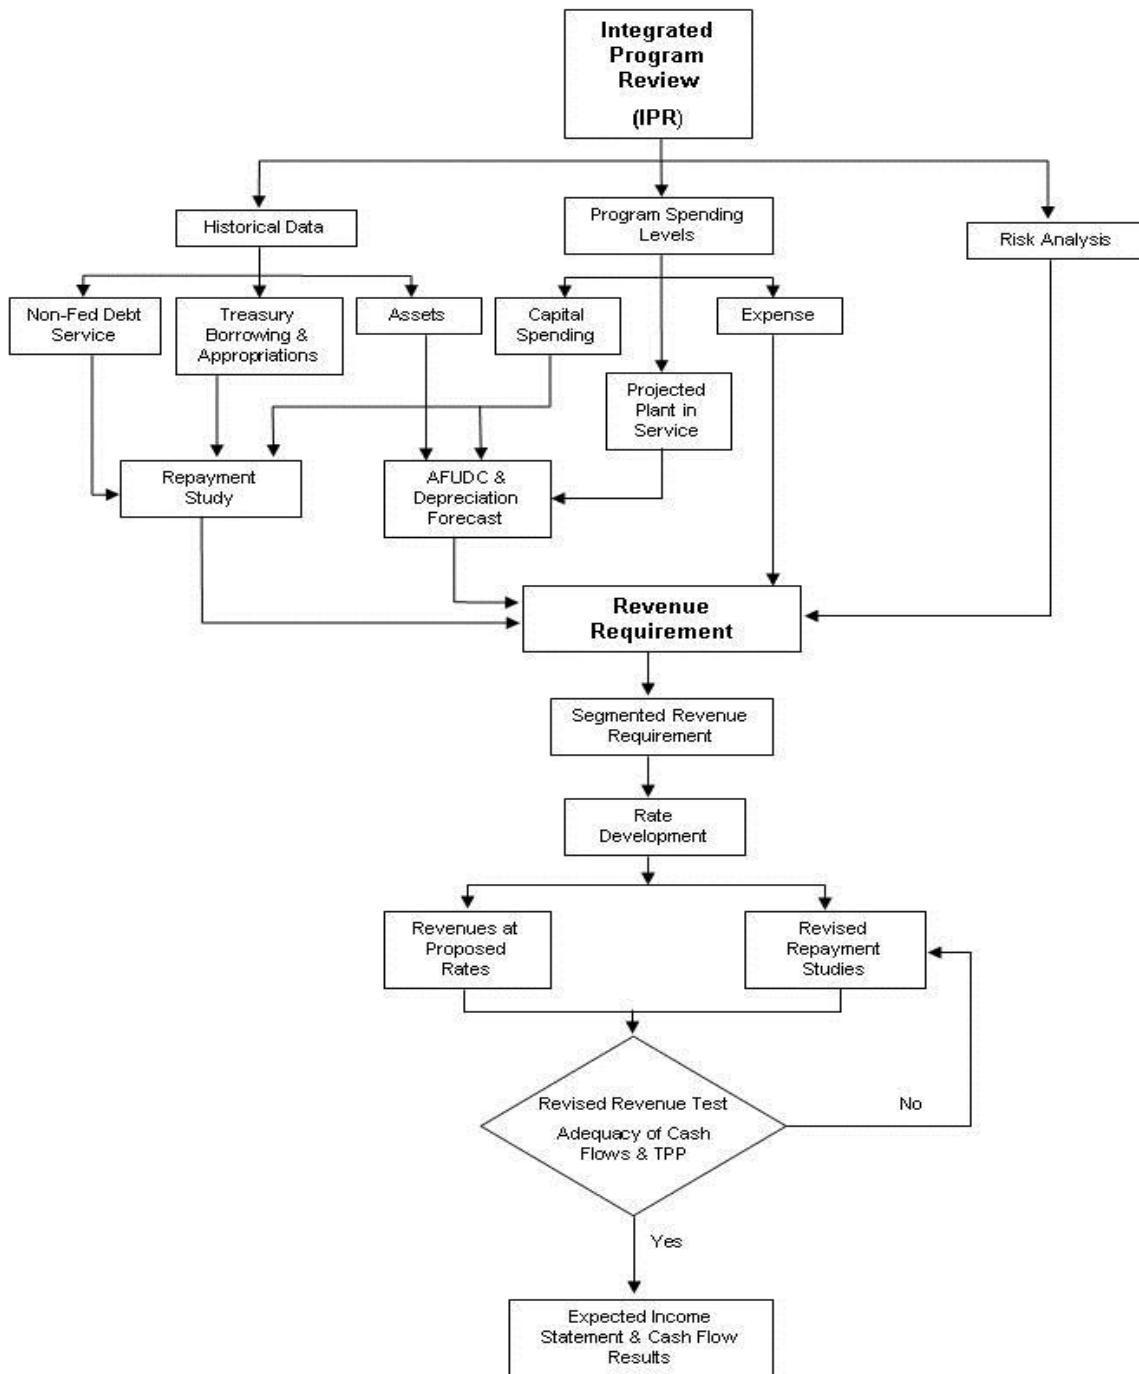 Integrated
Program
Review
(IPR)
Historical Data
Program Spending
Levels
Risk Analysis
Non-Fed Debt
Service
Treasury
Borrowing &
Appropriations
Assets
Capital
Spending
Expense
Projected
Plant in
Service
Repayment
Study
AFUDC &
Depreciation
Forecast
Revenue
Requirement
Segmented Revenue
Requirement
Rate
Development
Revenues at
Proposed
Rates
Revised
Repayment
Studies
Revised Revenue Test
Adequacy of Cash
Flows & TPP
No
Yes
Expected Income
Statement & Cash Flow
Results